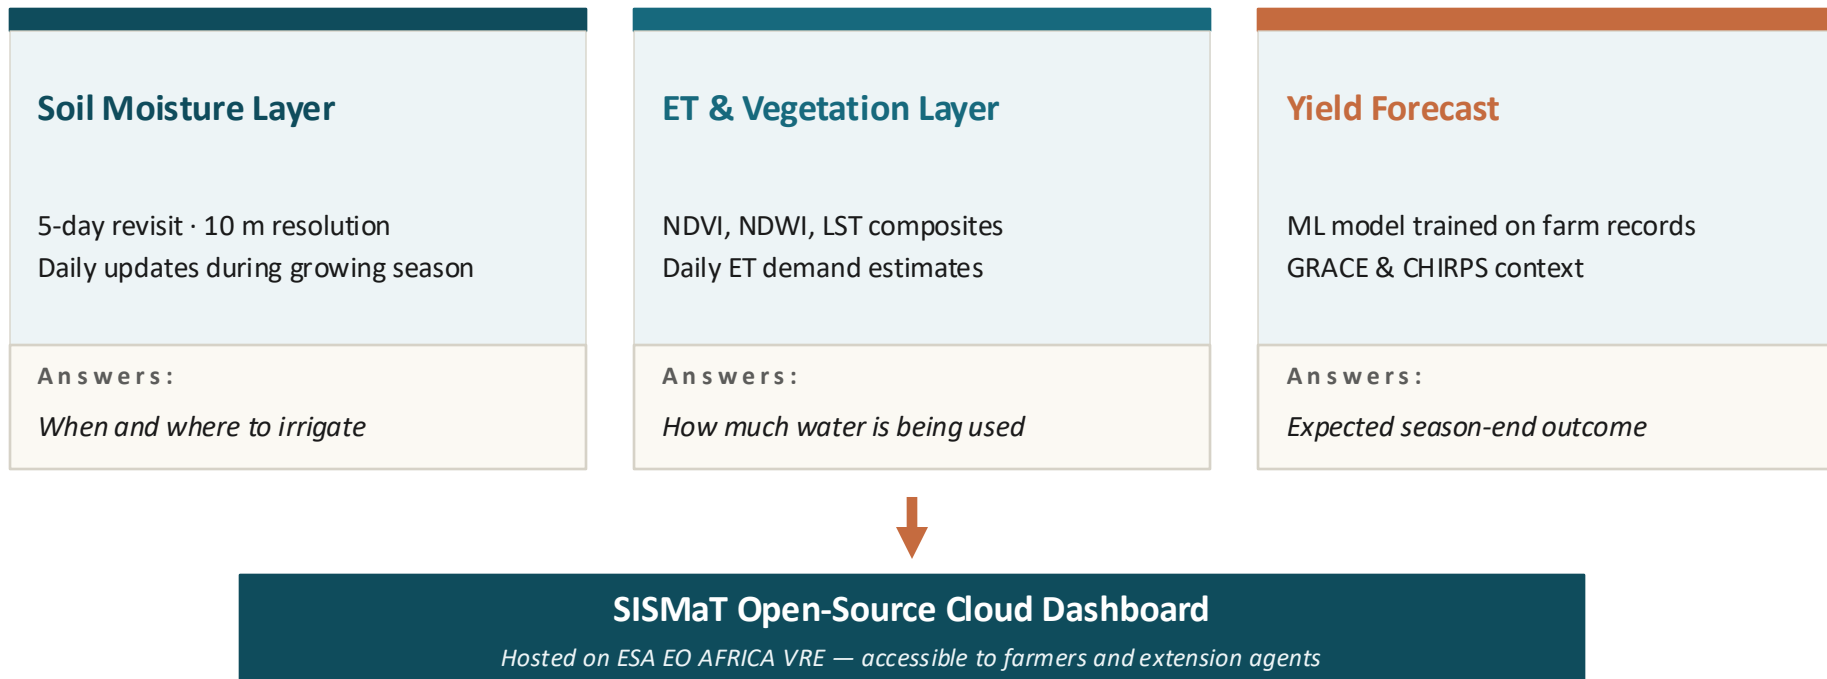 Soil Moisture Layer
5-day revisit · 10 m resolution
Daily updates during growing season
Answers:
When and where to irrigate
ET & Vegetation Layer
NDVI, NDWI, LST composites
Daily ET demand estimates
Answers:
How much water is being used
Yield Forecast
ML model trained on farm records
GRACE & CHIRPS context
Answers:
Expected season-end outcome
SISMaT Open-Source Cloud Dashboard
Hosted on ESA EO AFRICA VRE — accessible to farmers and extension agents